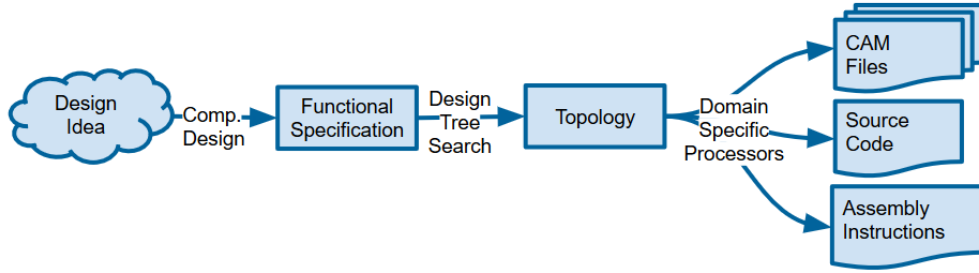 Design
Idea
Comp.
Design
Functional
Specification
Design
Tree
Search
Topology
Domain
Specific
Processors
CAM
Files
Source
Code
Assembly
Instructions